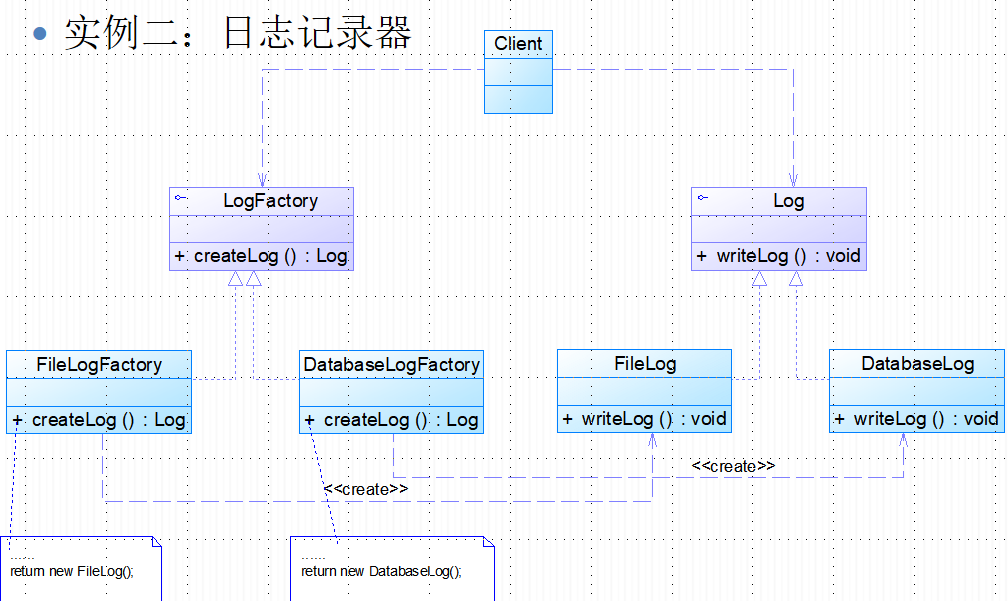 • 实例二：日志记录器
Client
LogFactory
+ createLog () : Log
Log
+ writeLog () : void
FileLogFactory
+ createLog () : Log
DatabaseLogFactory
+ createLog () : Log
FileLog
+ writeLog () : void
DatabaseLog
+ writeLog () : void
<<create>>
<<create>>
......
return new FileLog();
......
return new DatabaseLog();